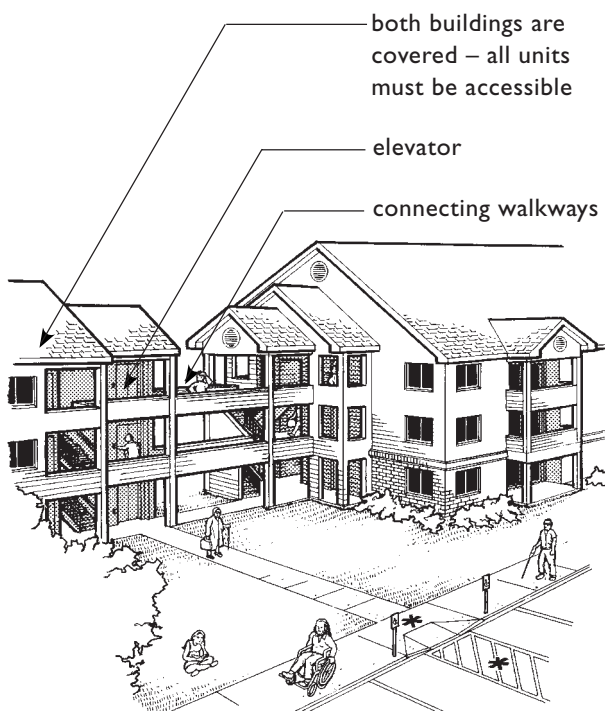 both buildings are
covered – all units
must be accessible
elevator
connecting walkways